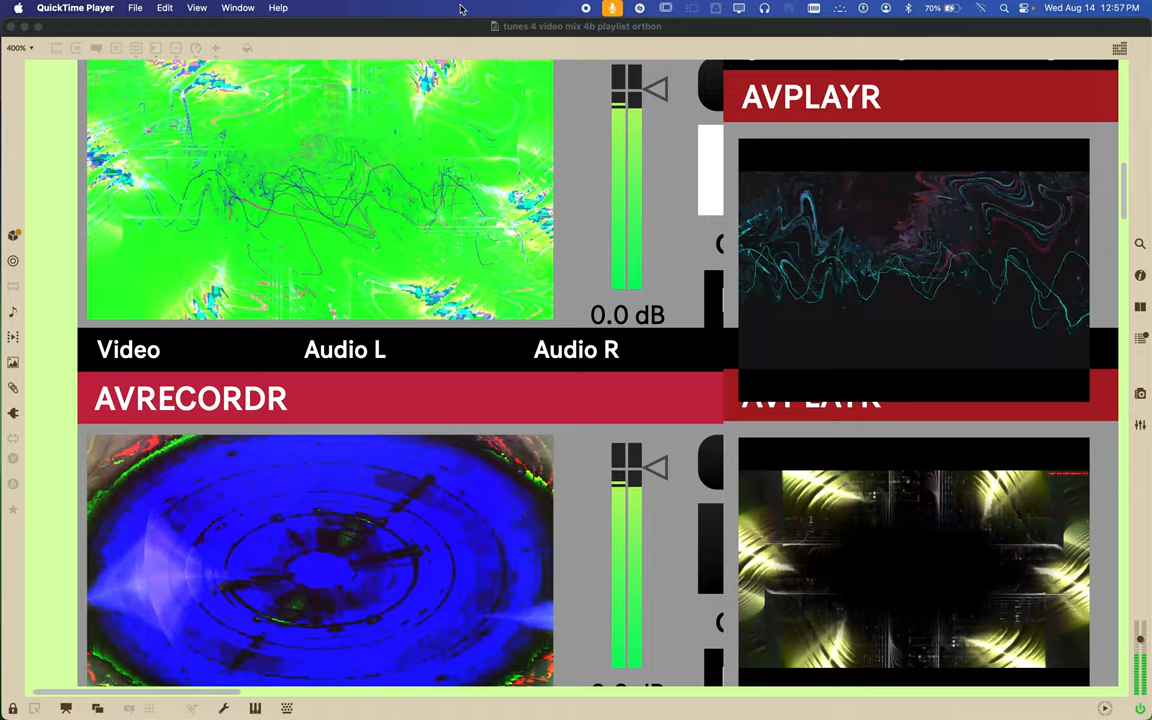 QuickTime Player File Edit View Window Help 70% Wed Aug 14 12:57 PM
tunes 4 video mix 4b playlist orthon
400%
AVPLAYR
0.0 dB
Video Audio L Audio R
AVRECORDR
AVPLAYR